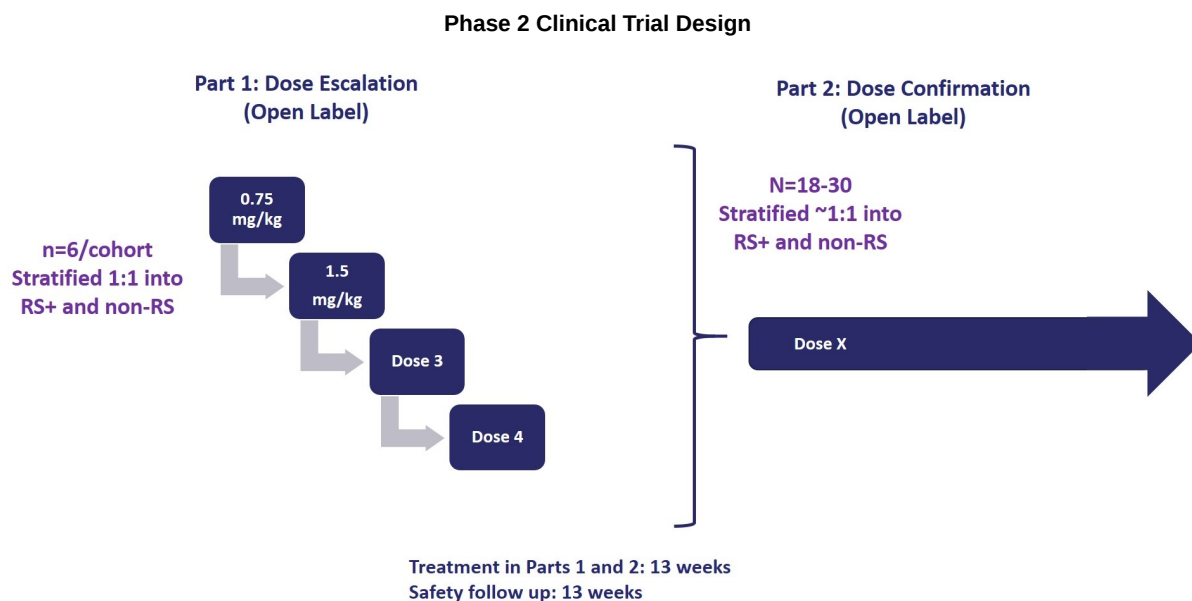 Phase 2 Clinical Trial Design
Part 1: Dose Escalation
(Open Label)
n=6/cohort
Stratified 1:1 into
RS+ and non-RS
0.75
mg/kg
1.5
mg/kg
Dose 3
Dose 4
Part 2: Dose Confirmation
(Open Label)
N=18-30
Stratified ~1:1 into
RS+ and non-RS
Dose X
Treatment in Parts 1 and 2: 13 weeks
Safety follow up: 13 weeks